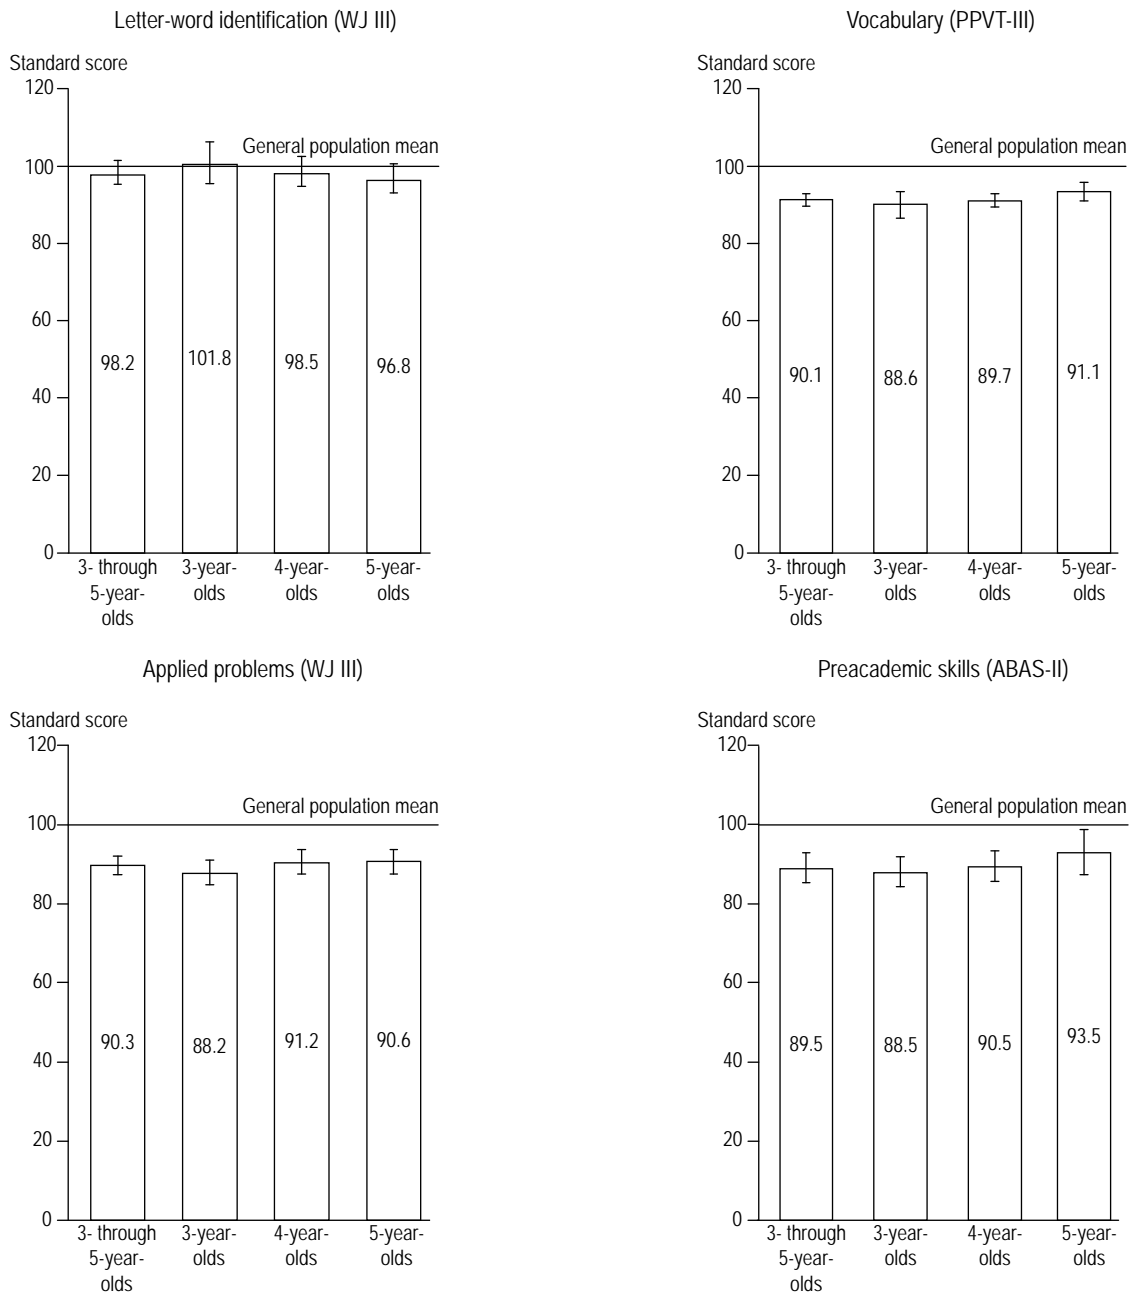 Letter-word identification (WJ III)
Standard score
120
General population mean
100
80
60
98.2
101.8
98.5
96.8
40
20
0
3- through
5-year-
olds
3-year-
olds
4-year-
olds
5-year-
olds
Vocabulary (PPVT-III)
Standard score
120
General population mean
100
80
60
90.1
88.6
89.7
91.1
40
20
0
3- through
5-year-
olds
3-year-
olds
4-year-
olds
5-year-
olds
Applied problems (WJ III)
Standard score
120
General population mean
100
80
60
90.3
88.2
91.2
90.6
40
20
0
3- through
5-year-
olds
3-year-
olds
4-year-
olds
5-year-
olds
Preacademic skills (ABAS-II)
Standard score
120
General population mean
100
80
60
89.5
88.5
90.5
93.5
40
20
0
3- through
5-year-
olds
3-year-
olds
4-year-
olds
5-year-
olds